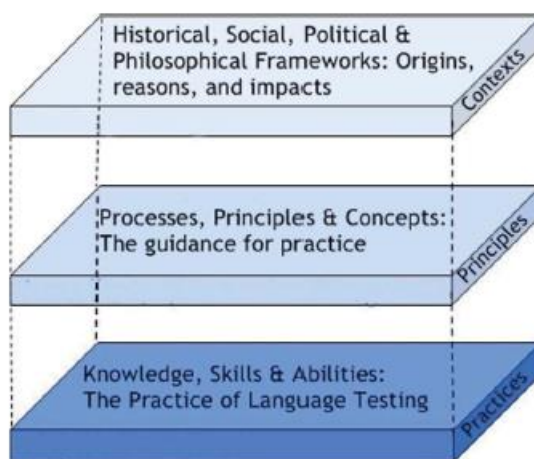 Historical, Social, Political &
Philosophical Frameworks: Origins,
reasons, and impacts
Contexts
Processes, Principles & Concepts:
The guidance for practice
Principles
Knowledge, Skills & Abilities:
The Practice of Language Testing
Practices